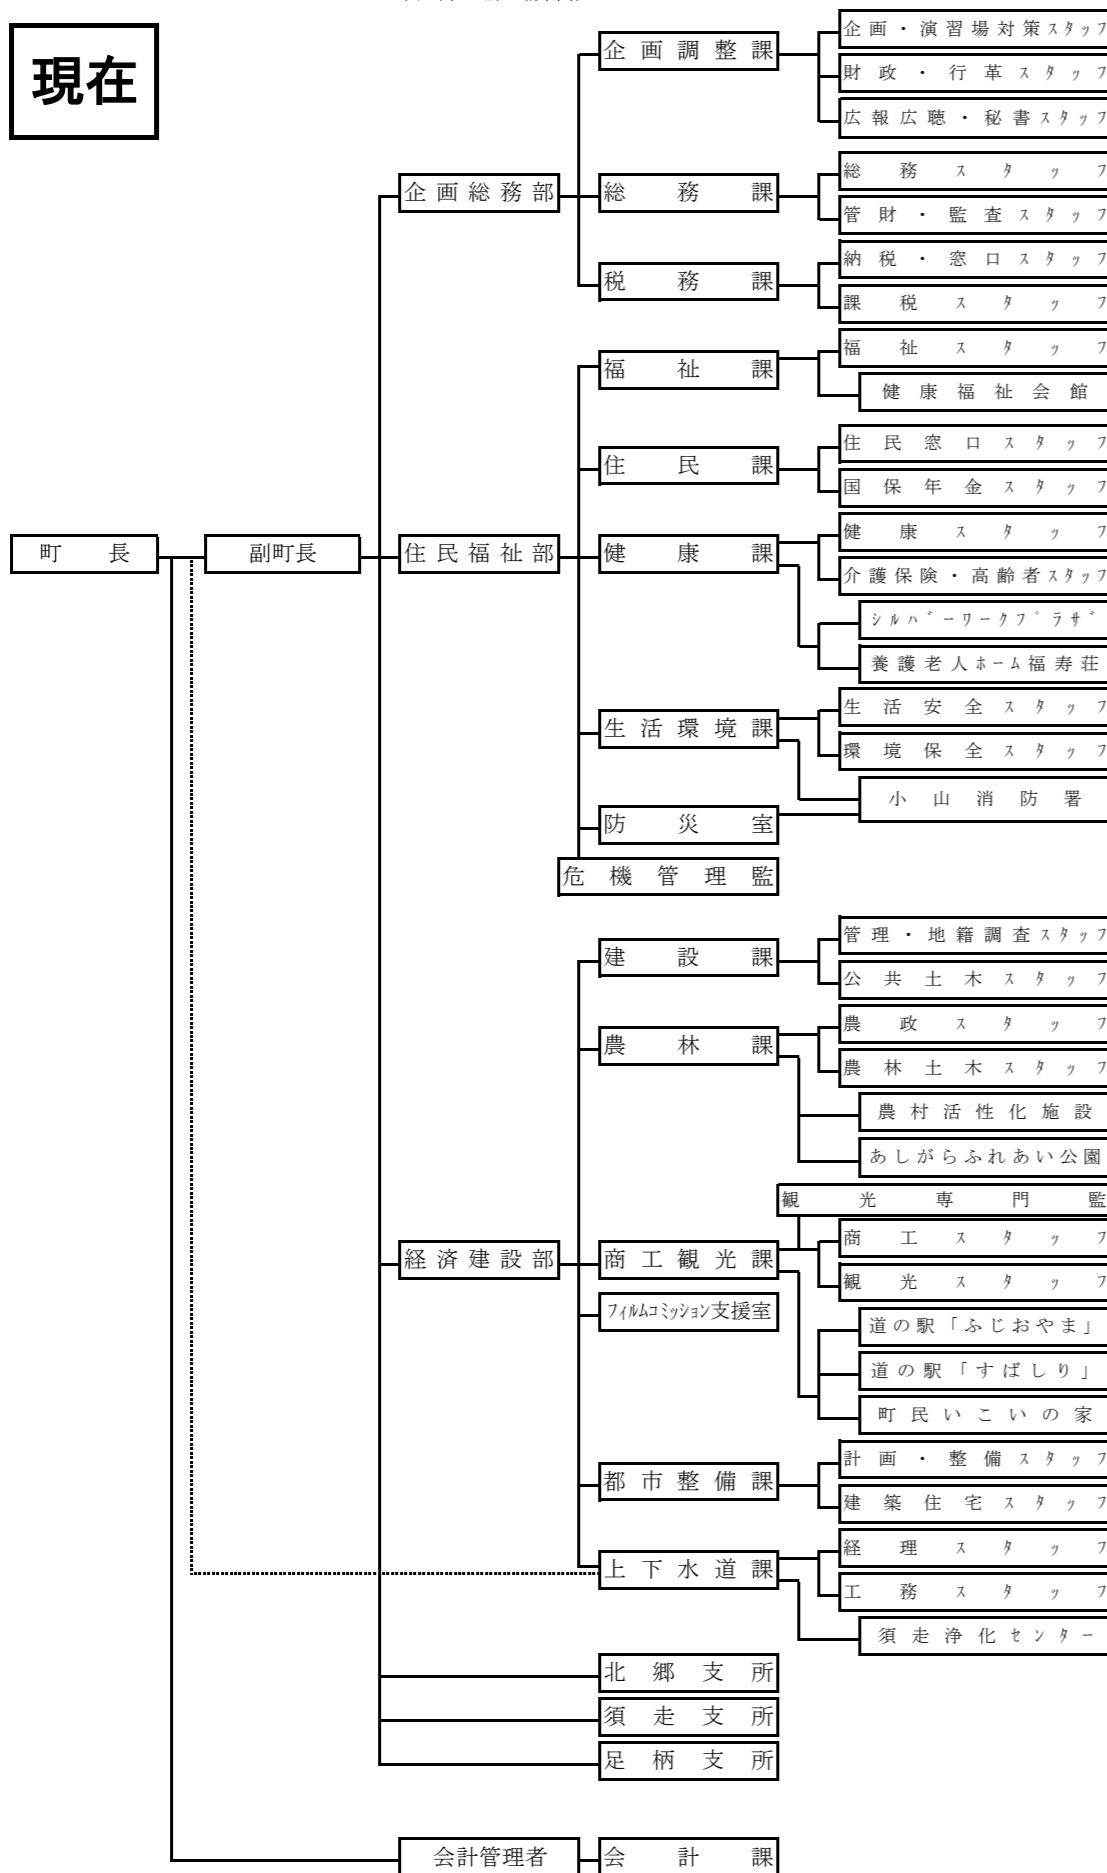 現在
企画調整課
企画・演習場対策スタッフ
財政・行革スタッフ
広報広聴・秘書スタッフ
企画総務部
総務課
総務スタッフ
管財・監査スタッフ
税務課
納税・窓口スタッフ
課税スタッフ
福祉課
福祉スタッフ
健康福祉会館
住民課
住民窓口スタッフ
国保年金スタッフ
町長
副町長
住民福祉部
健康課
健康スタッフ
介護保険・高齢者スタッフ
シルバーワークプラザ
養護老人ホーム福寿荘
生活環境課
生活安全スタッフ
環境保全スタッフ
小山消防署
防災室
危機管理監
建設課
管理・地籍調査スタッフ
公共土木スタッフ
農林課
農政スタッフ
農林土木スタッフ
農村活性化施設
あしがらふれあい公園
観光専門監
経済建設部
商工観光課
商工スタッフ
観光スタッフ
フィルムコミッション支援室
道の駅「ふじおやま」
道の駅「すばしり」
町民いこいの家
都市整備課
計画・整備スタッフ
建築住宅スタッフ
上下水道課
経理スタッフ
工務スタッフ
須走浄化センター
北郷支所
須走支所
足柄支所
会計管理者
会計課